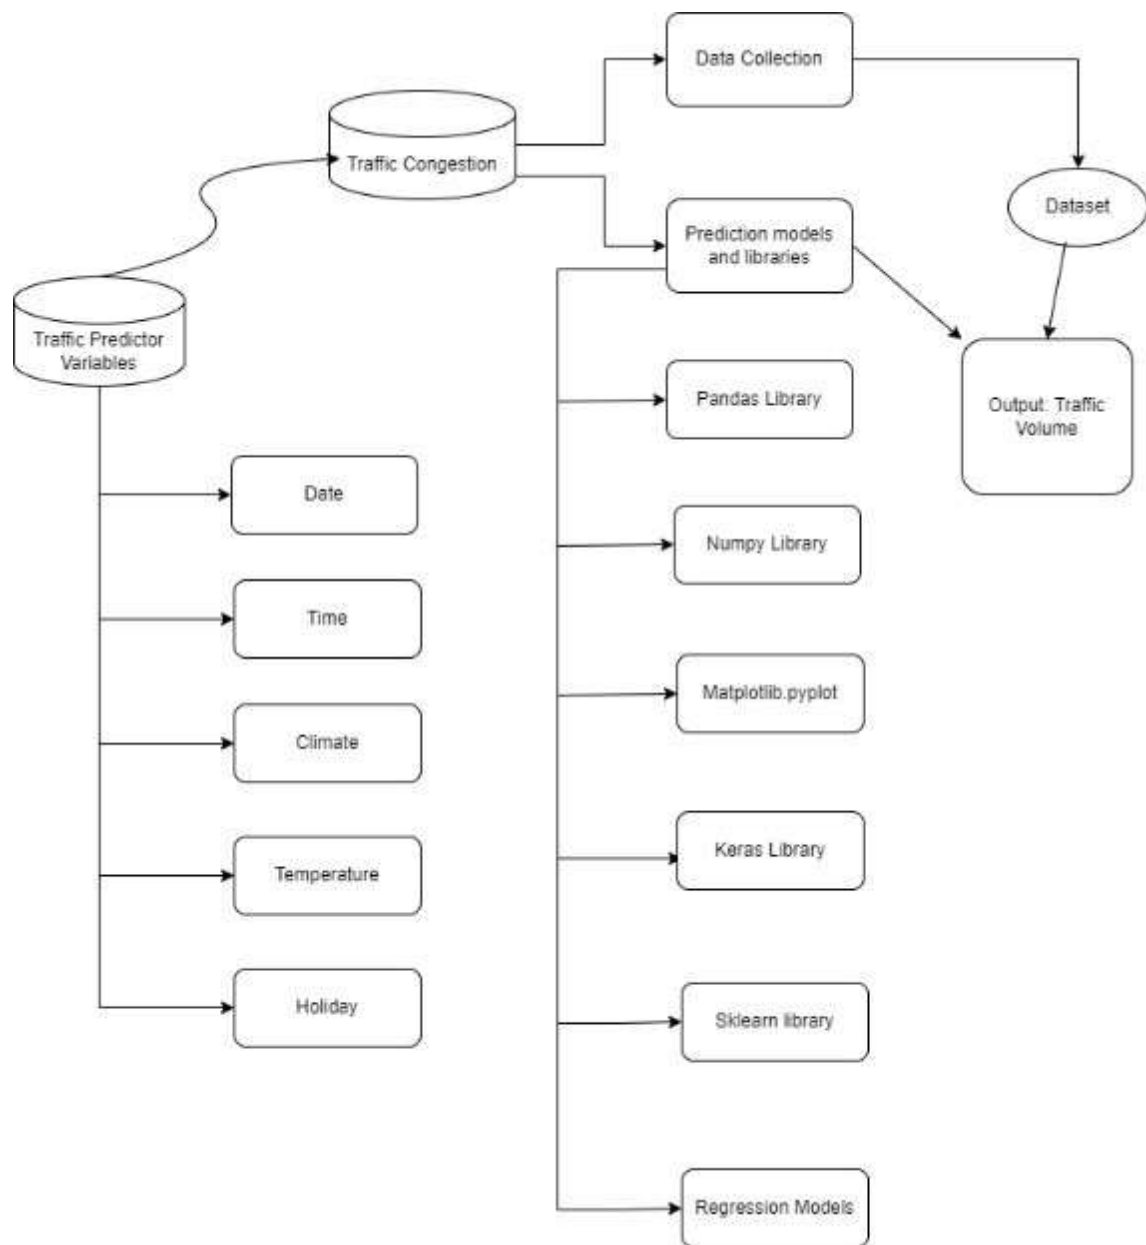 Data Collection
Traffic Congestion
Dataset
Prediction models
and libraries
Traffic Predictor
Variables
Pandas Library
Output: Traffic
Volume
Date
Numpy Library
Time
Matplotlib.pyplot
Climate
Keras Library
Temperature
Holiday
Sklearn library
Regression Models